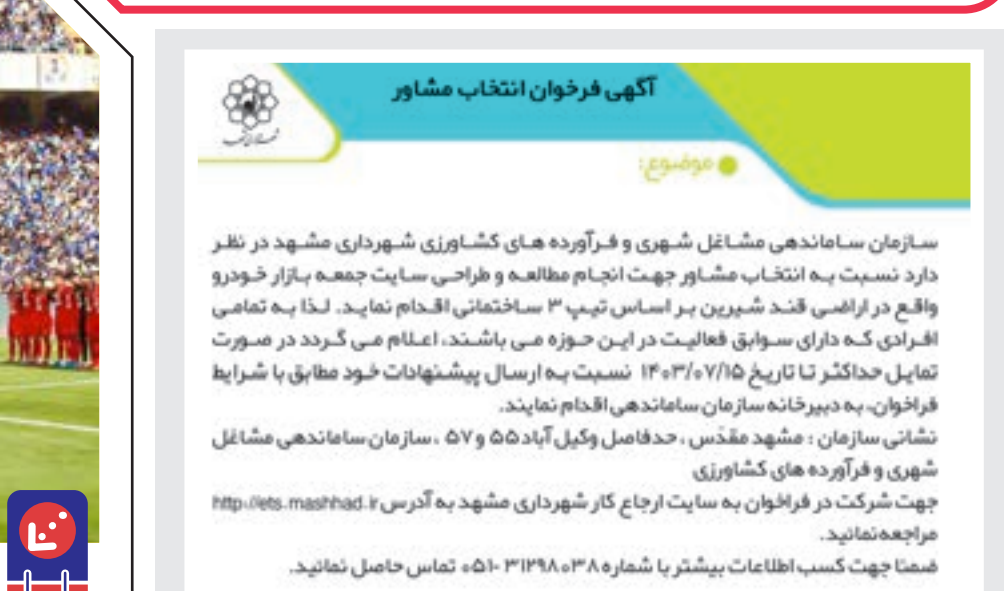 آگهی فرخوان انتخاب مشاور
موضوع:
سازمان ساماندهی مشاغل شهری و فرآورده های کشاورزی شهرداری مشهد در نظر
دارد نسبت به انتخاب مشاور جهت انجام مطالعه و طراحی سایت جمعه بازار خودرو
واقع در اراضی قند شیرین بر اساس تیپ ۳ ساختمانی اقدام نماید. لذا به تمامی
افرادی که دارای سوابق فعالیت در این حوزه می باشند، اعلام می گردد در صورت
تمایل حداکثر تا تاریخ ۱۴۰۳/۰۷/۱۵ نسبت به ارسال پیشنهادات خود مطابق با شرایط
فراخوان، به دبیرخانه سازمان ساماندهی اقدام نمایند.
نشانی سازمان : مشهد مقدس ، حدفاصل وکیل آباد ۵۵ و ۵۷ ، سازمان ساماندهی مشاغل
شهری و فرآورده های کشاورزی
جهت شرکت در فراخوان به سایت ارجاع کار شهرداری مشهد به آدرس http://ets.mashhad.ir
مراجعه نمائید.
ضمنا جهت کسب اطلاعات بیشتر با شماره ۳۱۲۹۸۰۳۸ -۰۵۱ تماس حاصل نمائید.